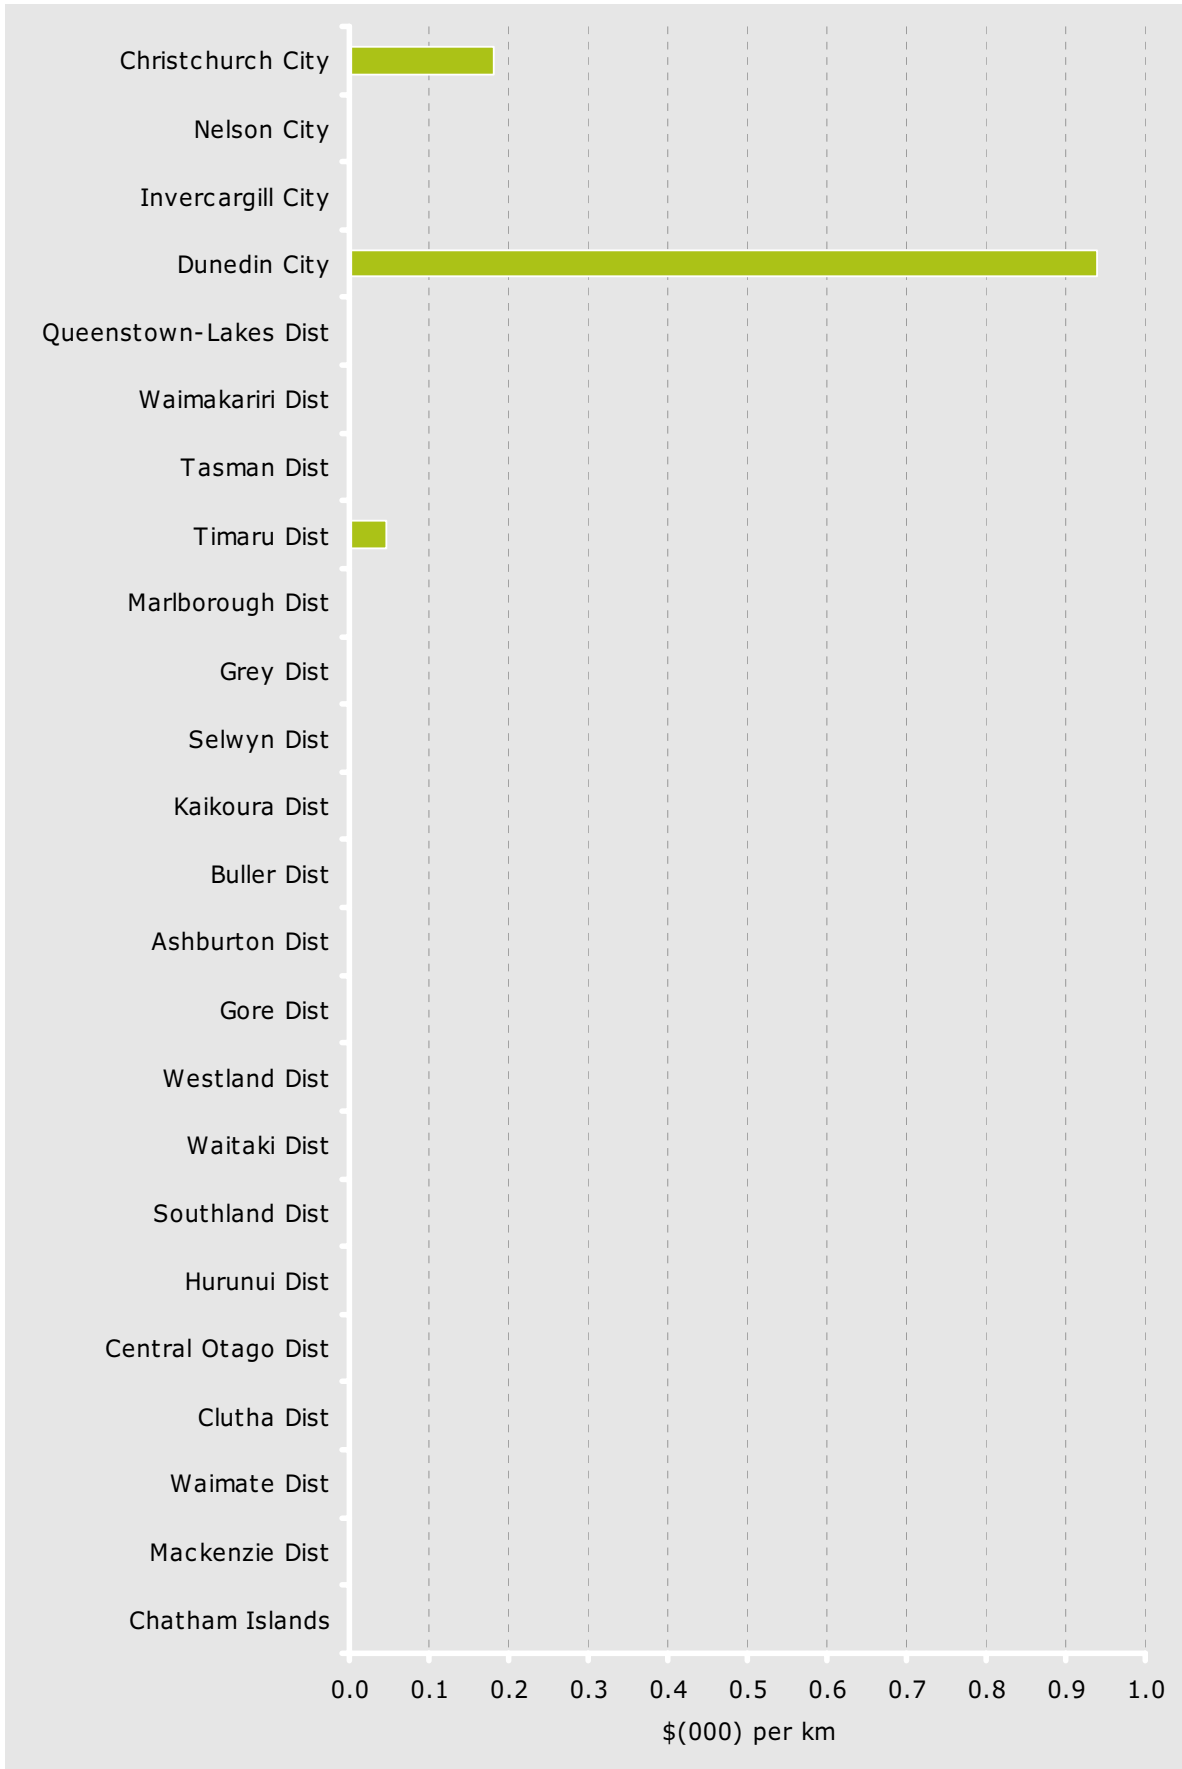 Christchurch City
Nelson City
Invercargill City
Dunedin City
Queenstown-Lakes Dist
Waimakariri Dist
Tasman Dist
Timaru Dist
Marlborough Dist
Grey Dist
Selwyn Dist
Kaikoura Dist
Buller Dist
Ashburton Dist
Gore Dist
Westland Dist
Waitaki Dist
Southland Dist
Hurunui Dist
Central Otago Dist
Clutha Dist
Waimate Dist
Mackenzie Dist
Chatham Islands
0.0 0.1 0.2 0.3 0.4 0.5 0.6 0.7 0.8 0.9 1.0
$(000) per km